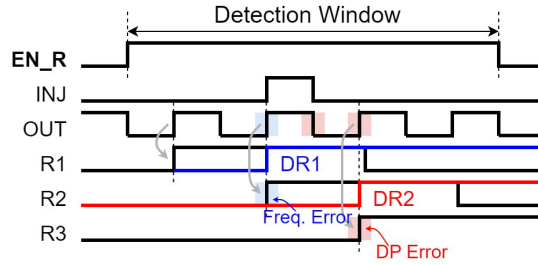 Detection Window
EN_R
INJ
OUT
R1 DR1
R2 DR2
Freq. Error
R3 DP Error